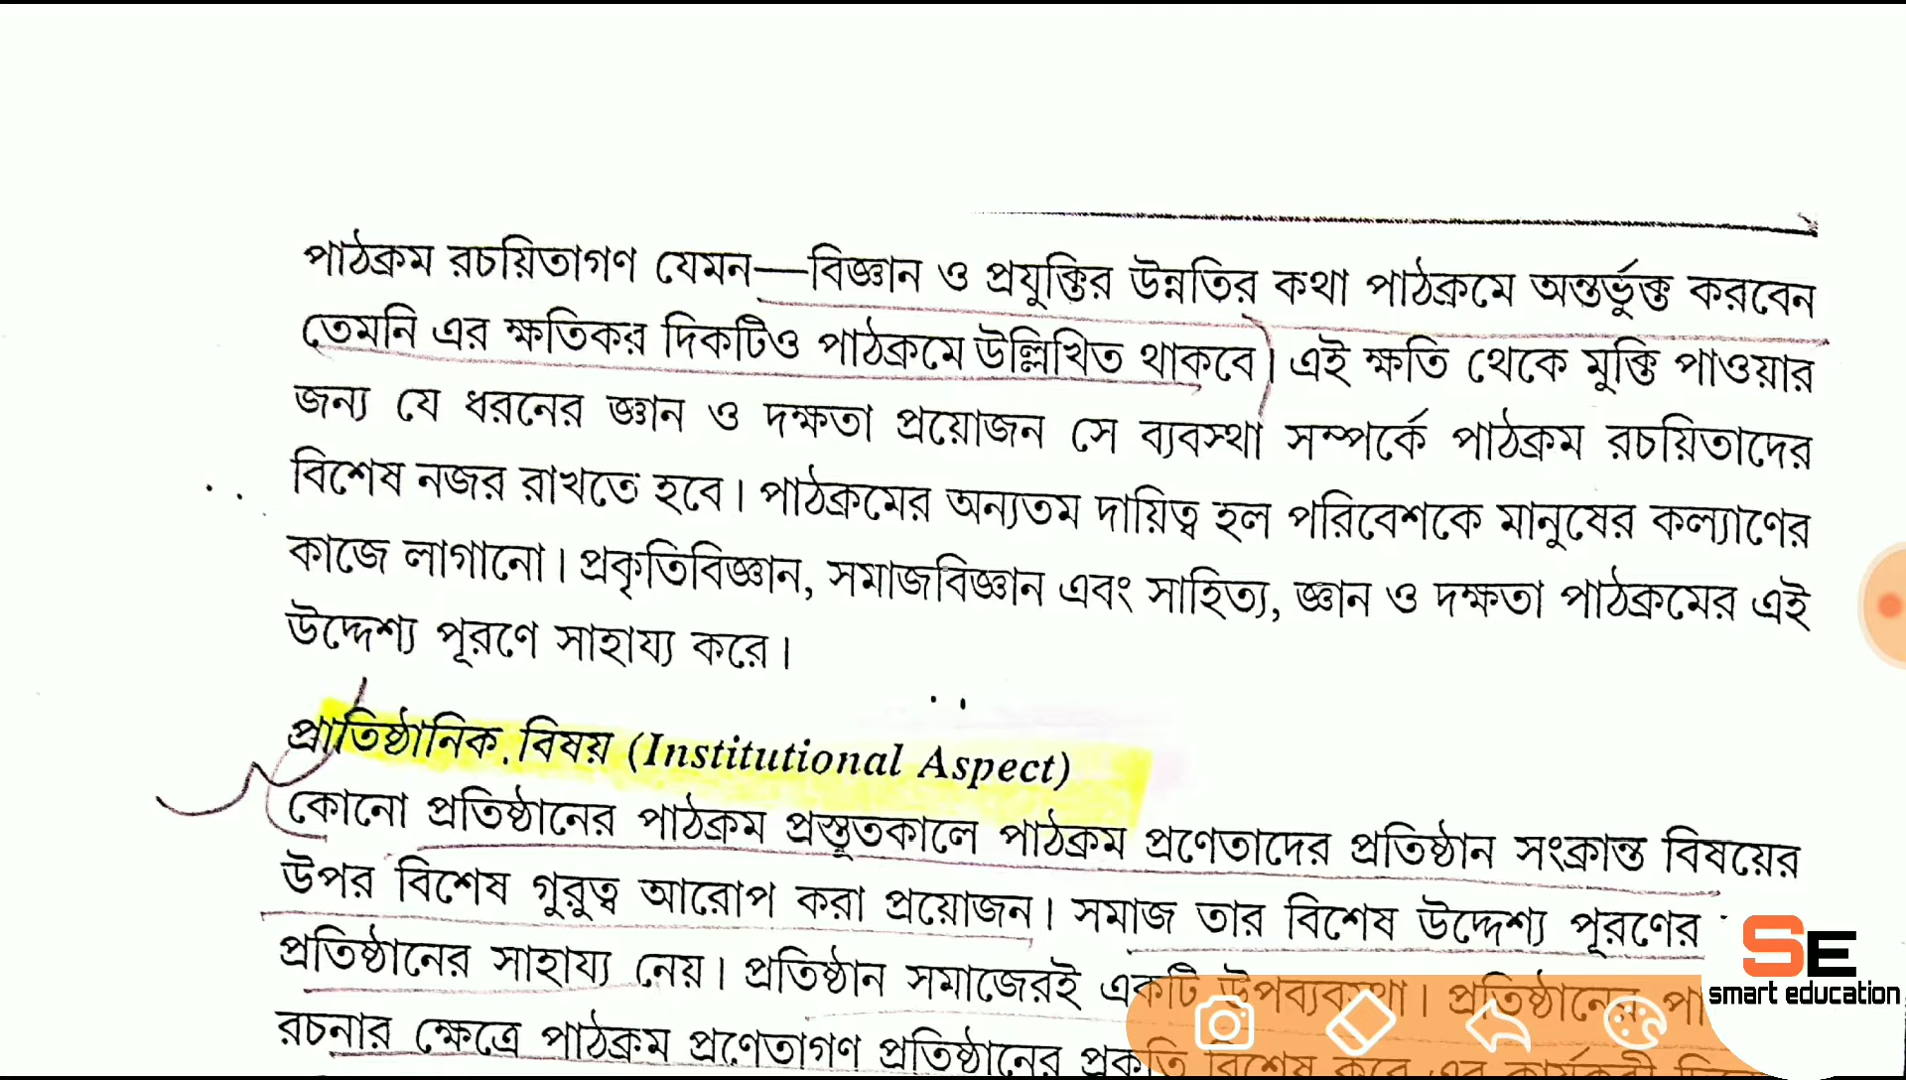 পাঠক্রম রচয়িতাগণ যেমন—বিজ্ঞান ও প্রযুক্তির উন্নতির কথা পাঠক্রমে অন্তর্ভুক্ত করবেন
তেমনি এর ক্ষতিকর দিকটিও পাঠক্রমে উল্লিখিত থাকবে। এই ক্ষতি থেকে মুক্তি পাওয়ার
জন্য যে ধরনের জ্ঞান ও দক্ষতা প্রয়োজন সে ব্যবস্থা সম্পর্কে পাঠক্রম রচয়িতাদের
বিশেষ নজর রাখতে হবে। পাঠক্রমের অন্যতম দায়িত্ব হল পরিবেশকে মানুষের কল্যাণের
কাজে লাগানো। প্রকৃতিবিজ্ঞান, সমাজবিজ্ঞান এবং সাহিত্য, জ্ঞান ও দক্ষতা পাঠক্রমের এই
উদ্দেশ্য পূরণে সাহায্য করে।
প্রাতিষ্ঠানিক বিষয় (Institutional Aspect)
কোনো প্রতিষ্ঠানের পাঠক্রম প্রস্তুতকালে পাঠক্রম প্রণেতাদের প্রতিষ্ঠান সংক্রান্ত বিষয়ের
উপর বিশেষ গুরুত্ব আরোপ করা প্রয়োজন। সমাজ তার বিশেষ উদ্দেশ্য পূরণের
প্রতিষ্ঠানের সাহায্য নেয়। প্রতিষ্ঠান সমাজেরই একটি উপব্যবস্থা। প্রতিষ্ঠানের
রচনার ক্ষেত্রে পাঠক্রম প্রণেতাগণ প্রতিষ্ঠানের প্রকৃতি বিশেষ করে এর কার্যকরী
SE
smart education